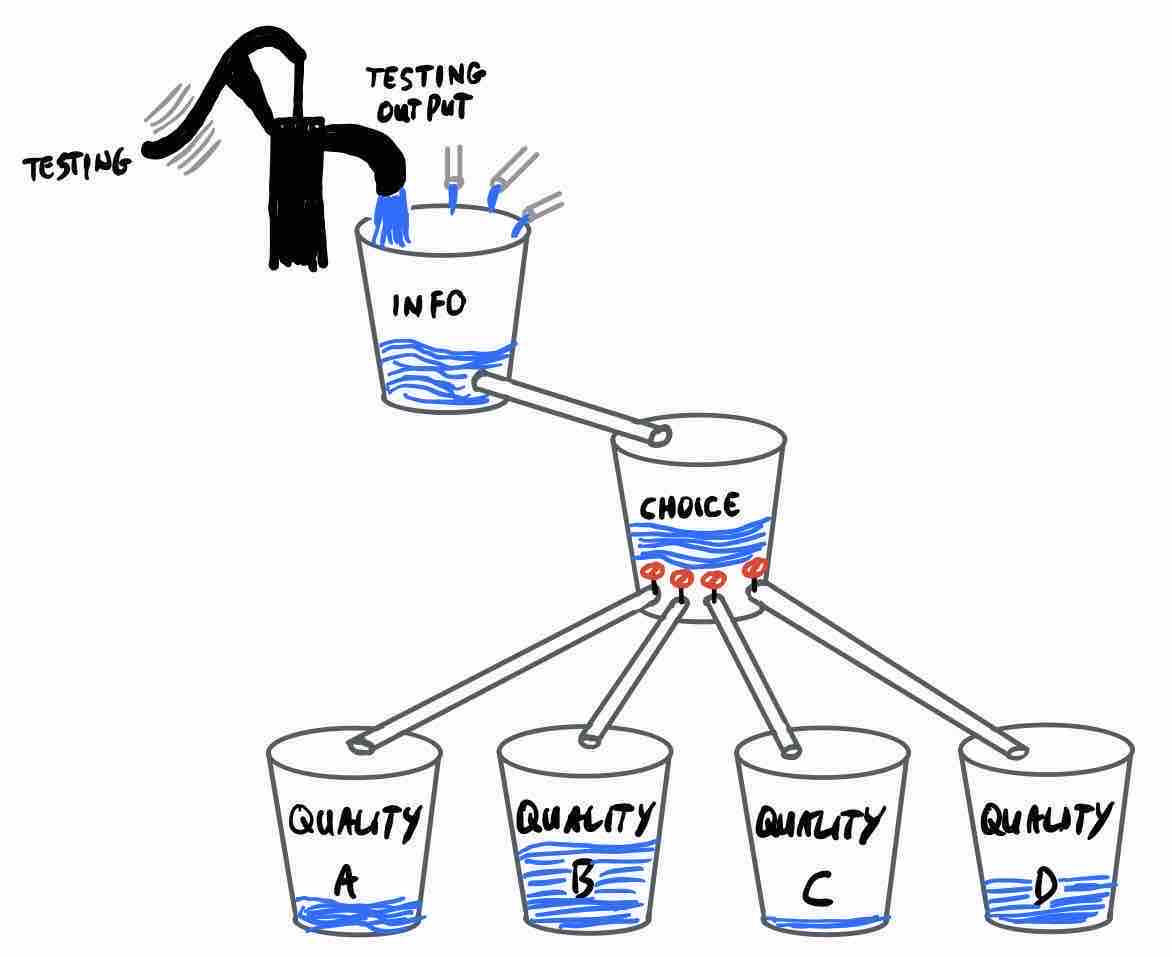 TESTING
OUTPUT
TESTING
INFO
CHOICE
QUALITY
A
QUALITY
B
QUALITY
C
QUALITY
D